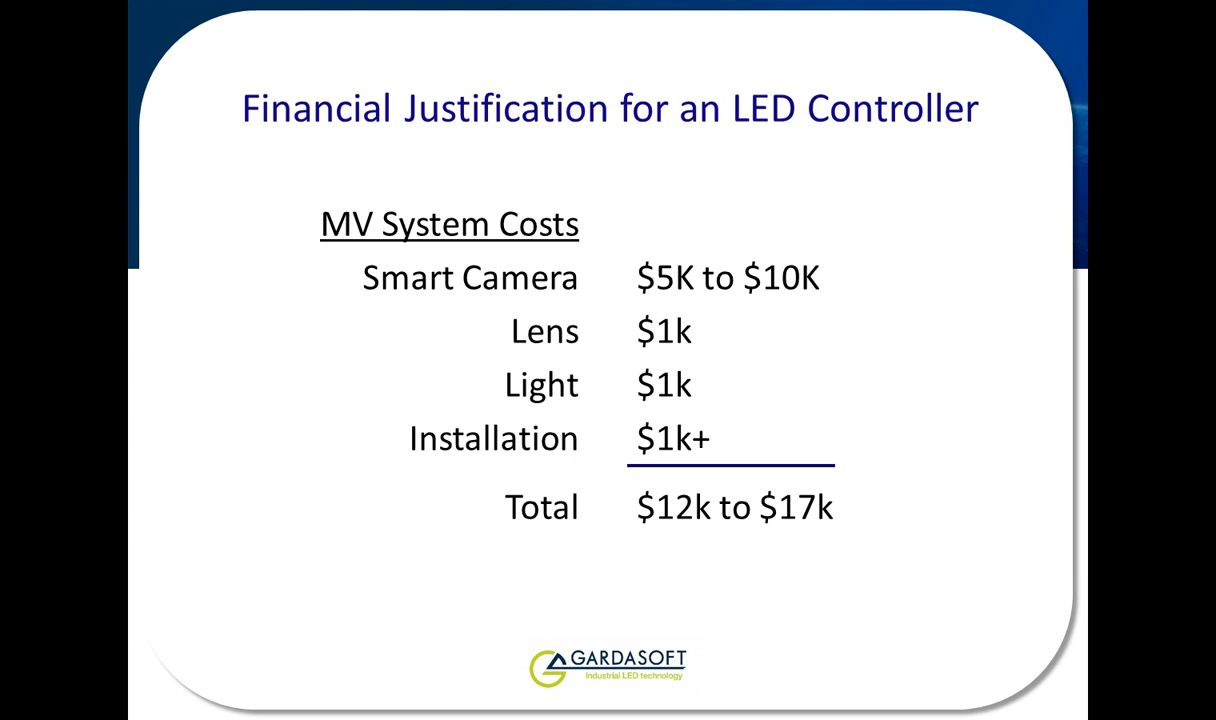 Financial Justification for an LED Controller
MV System Costs
Smart Camera $5K to $10K
Lens $1k
Light $1k
Installation $1k+
Total $12k to $17k
GARDASOFT
Industrial LED technology